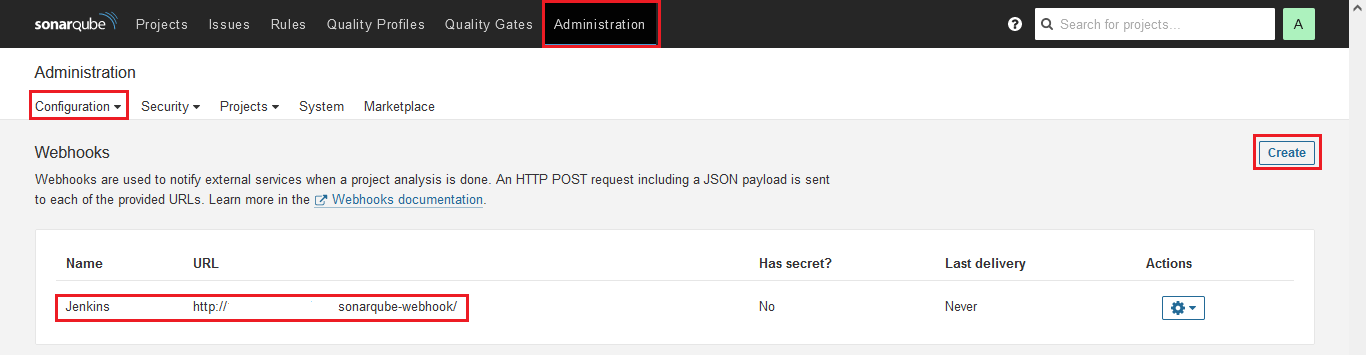 sonarqube Projects Issues Rules Quality Profiles Quality Gates Administration Search for projects... A
Administration
Configuration Security Projects System Marketplace
Webhooks Create
Webhooks are used to notify external services when a project analysis is done. An HTTP POST request including a JSON payload is sent
to each of the provided URLs. Learn more in the Webhooks documentation.
Name URL Has secret? Last delivery Actions
Jenkins http:// sonarqube-webhook/ No Never